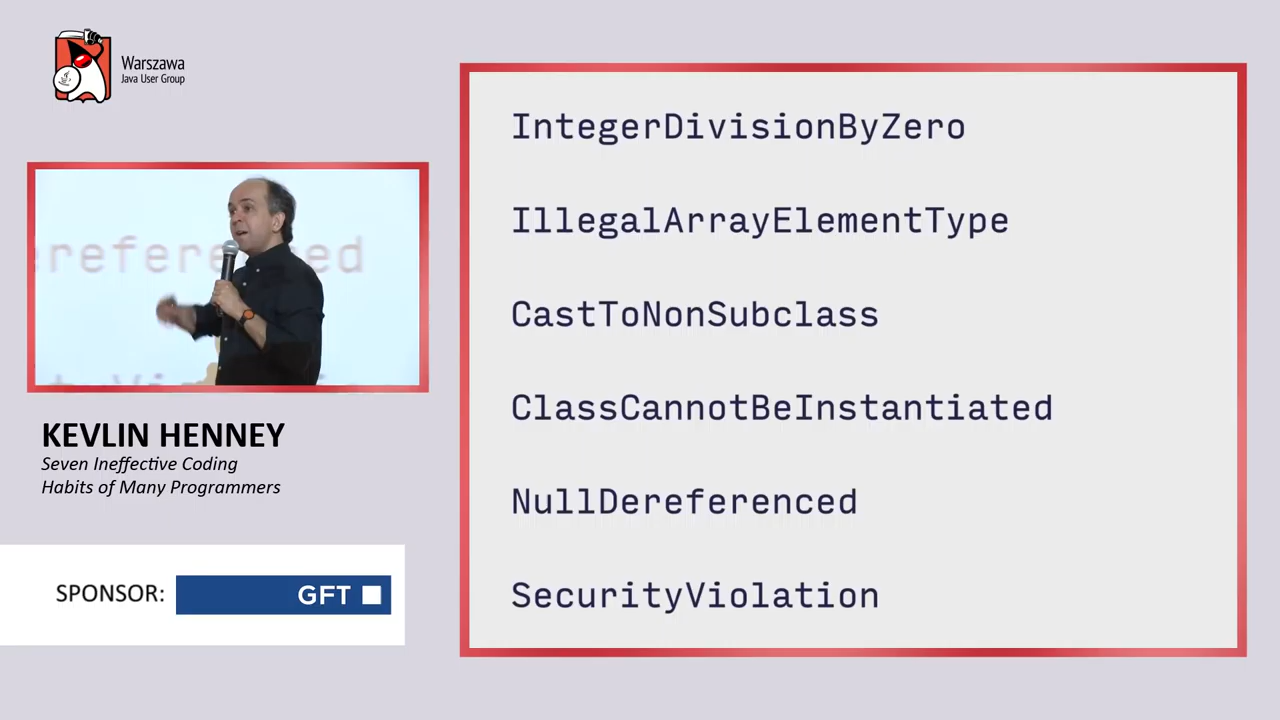 Warszawa
Java User Group
IntegerDivisionByZero
IllegalArrayElementType
CastToNonSubclass
ClassCannotBeInstantiated
NullDereferenced
SecurityViolation
KEVLIN HENNEY
Seven Ineffective Coding
Habits of Many Programmers
SPONSOR:
GFT